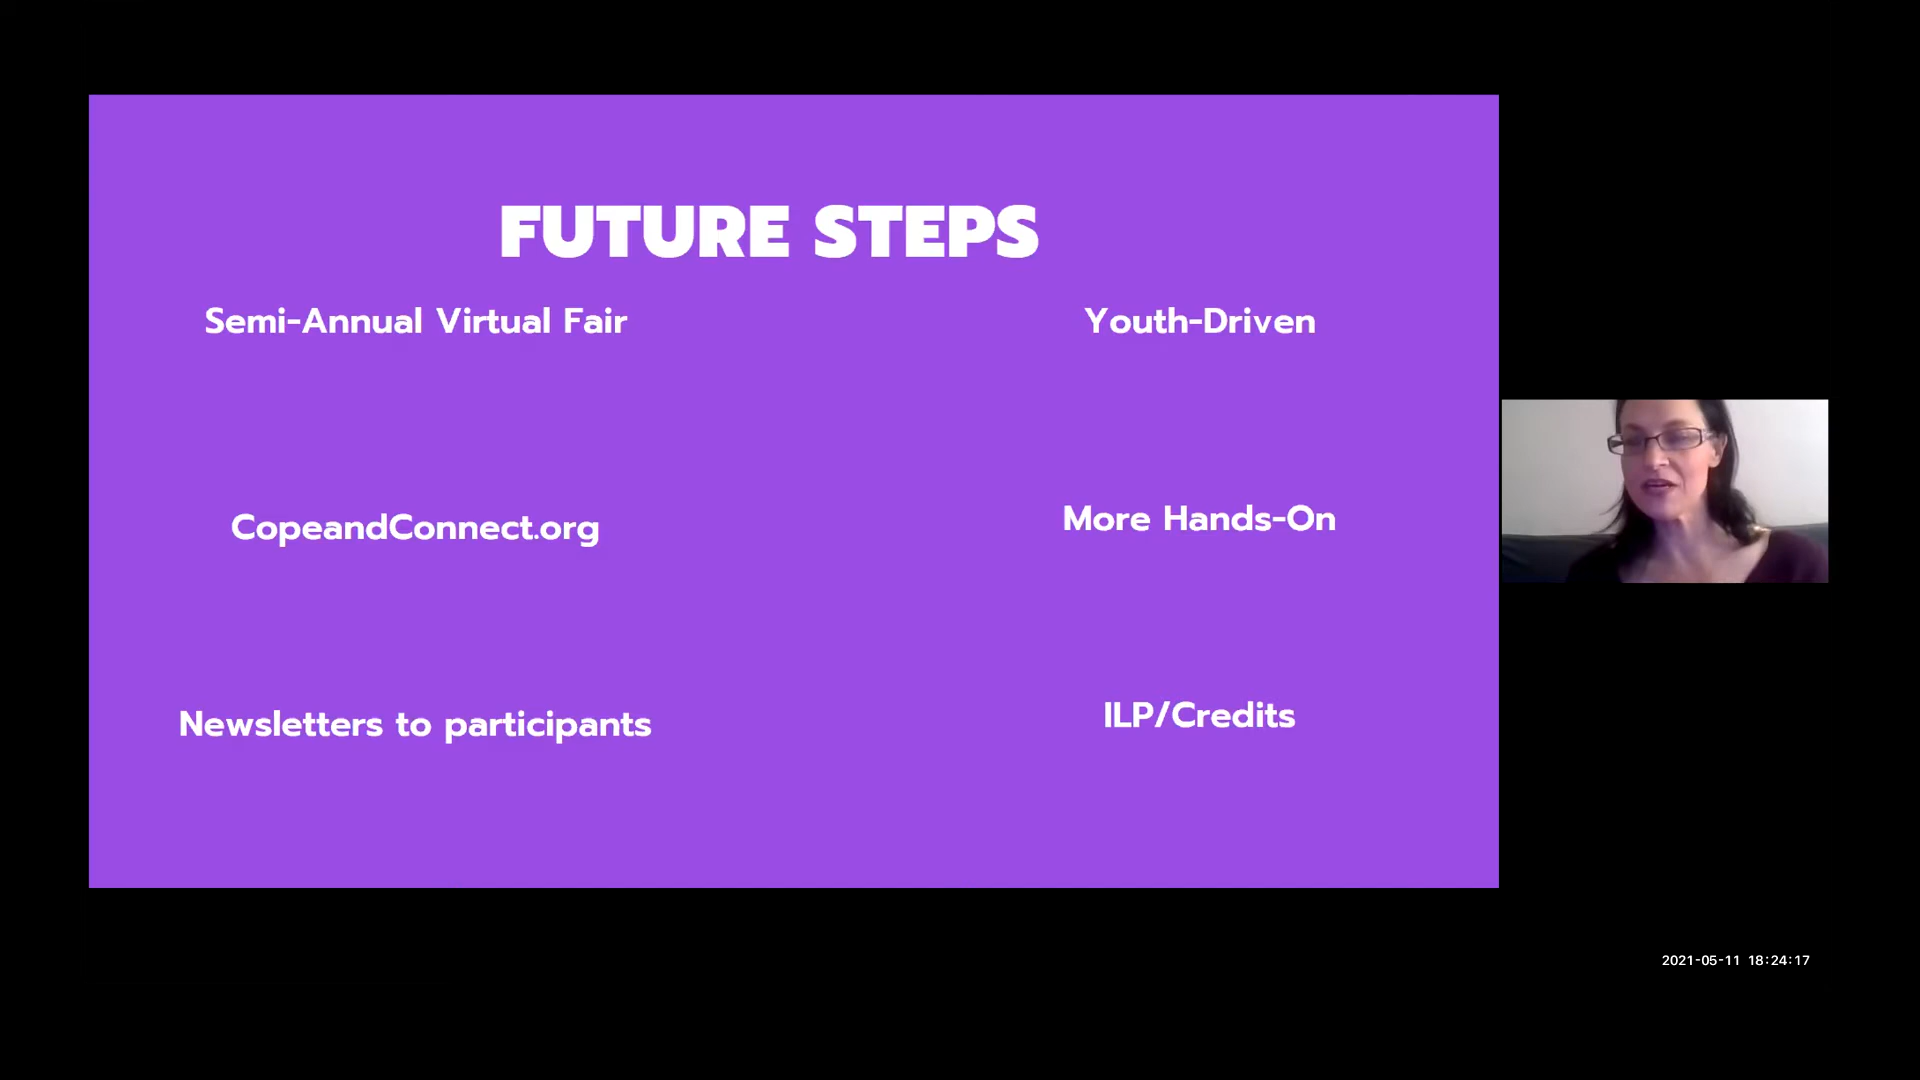 FUTURE STEPS
Semi-Annual Virtual Fair
Youth-Driven
CopeandConnect.org
More Hands-On
Newsletters to participants
ILP/Credits
2021-05-11 18:24:17